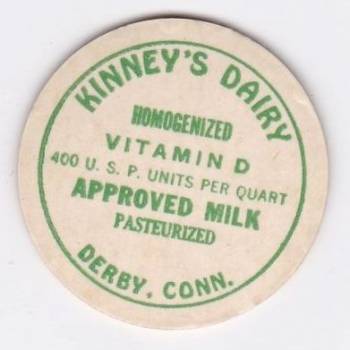 KINNEY'S DAIRY
HOMOGENIZED
VITAMIN D
400 U. S. P. UNITS PER QUART
APPROVED MILK
PASTEURIZED
DERBY, CONN.